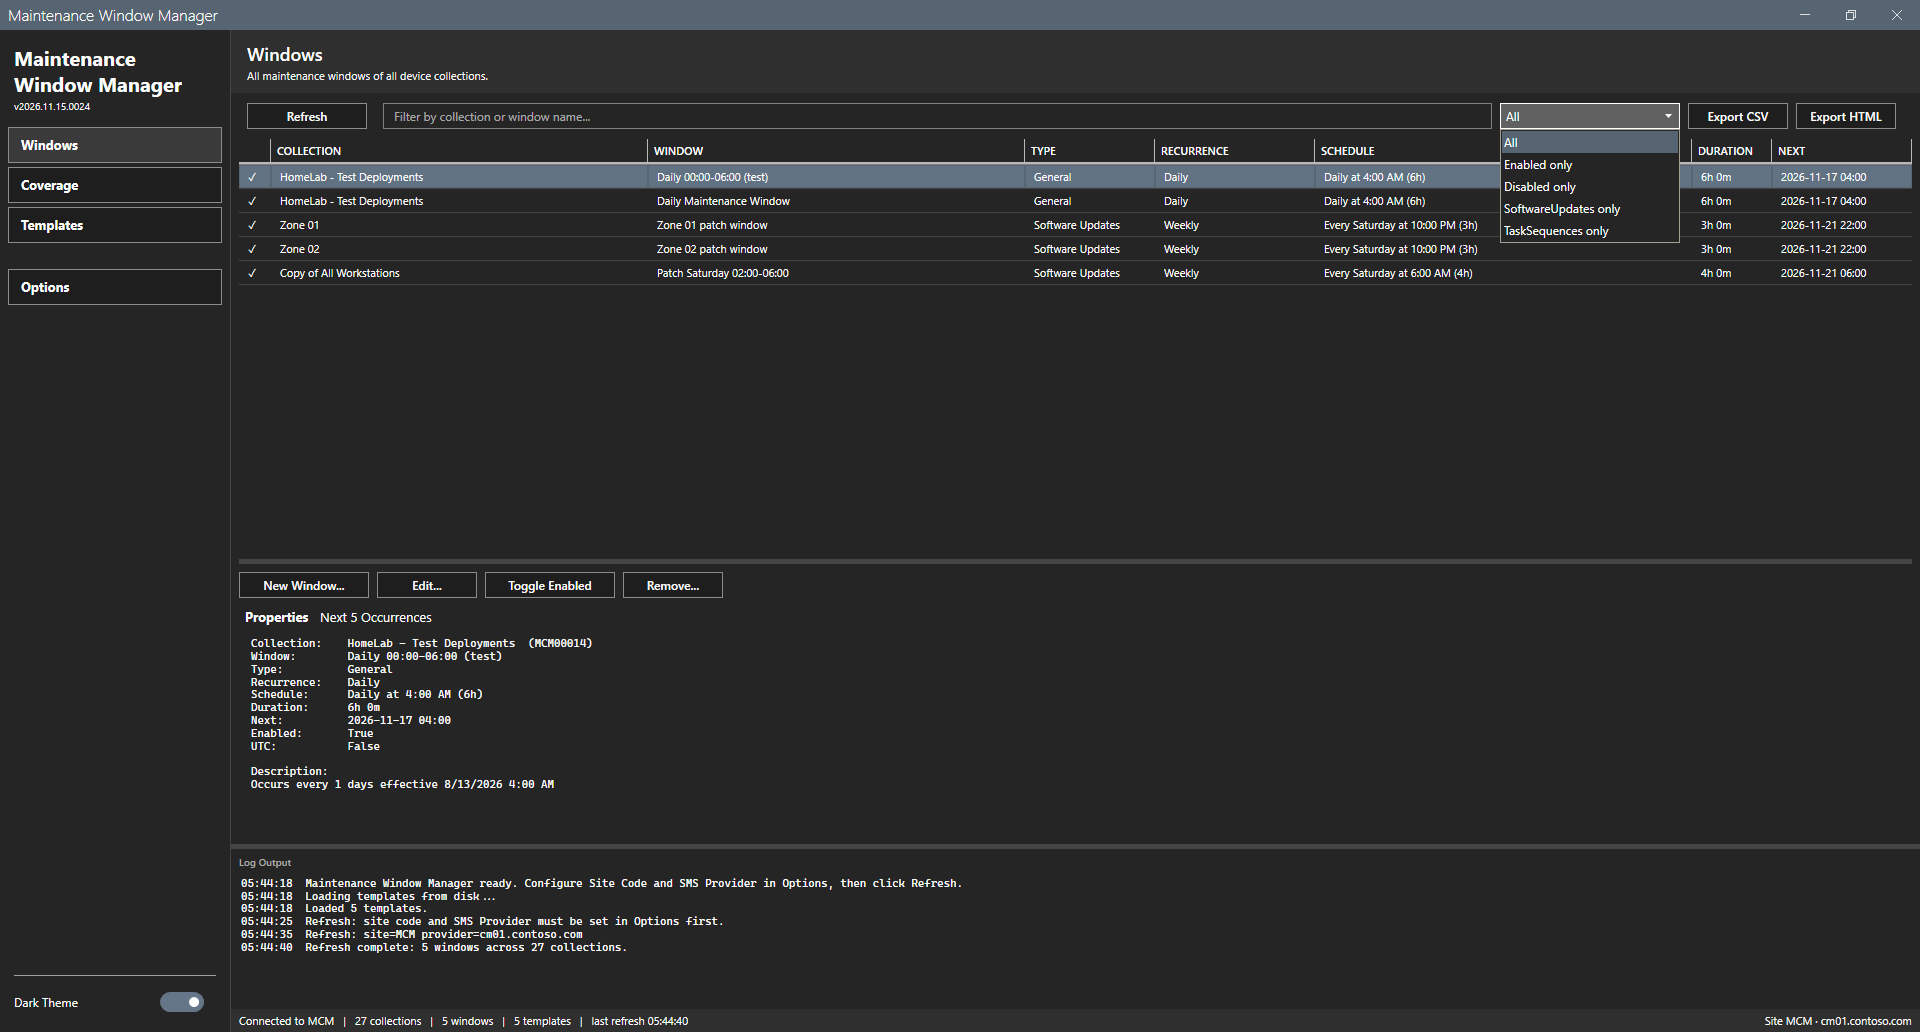 Maintenance Window Manager
Maintenance
Window Manager
v2026.11.15.0024
Windows
Coverage
Templates
Options
Dark Theme
Windows
All maintenance windows of all device collections.
Refresh
Filter by collection or window name...
All
Export CSV
Export HTML
All
Enabled only
Disabled only
SoftwareUpdates only
TaskSequences only
COLLECTION WINDOW TYPE RECURRENCE SCHEDULE DURATION NEXT
✓ HomeLab - Test Deployments Daily 00:00-06:00 (test) General Daily Daily at 4:00 AM (6h) 6h 0m 2026-11-17 04:00
✓ HomeLab - Test Deployments Daily Maintenance Window General Daily Daily at 4:00 AM (6h) 6h 0m 2026-11-17 04:00
✓ Zone 01 Zone 01 patch window Software Updates Weekly Every Saturday at 10:00 PM (3h) 3h 0m 2026-11-21 22:00
✓ Zone 02 Zone 02 patch window Software Updates Weekly Every Saturday at 10:00 PM (3h) 3h 0m 2026-11-21 22:00
✓ Copy of All Workstations Patch Saturday 02:00-06:00 Software Updates Weekly Every Saturday at 6:00 AM (4h) 4h 0m 2026-11-21 06:00
New Window... Edit... Toggle Enabled Remove...
Properties Next 5 Occurrences
Collection: HomeLab - Test Deployments (MCM00014)
Window: Daily 00:00-06:00 (test)
Type: General
Recurrence: Daily
Schedule: Daily at 4:00 AM (6h)
Duration: 6h 0m
Next: 2026-11-17 04:00
Enabled: True
UTC: False
Description:
Occurs every 1 days effective 8/13/2026 4:00 AM
Log Output
05:44:18 Maintenance Window Manager ready. Configure Site Code and SMS Provider in Options, then click Refresh.
05:44:18 Loading templates from disk...
05:44:18 Loaded 5 templates.
05:44:25 Refresh: site code and SMS Provider must be set in Options first.
05:44:35 Refresh: site=MCM provider=cm01.contoso.com
05:44:40 Refresh complete: 5 windows across 27 collections.
Connected to MCM | 27 collections | 5 windows | 5 templates | last refresh 05:44:40
Site MCM · cm01.contoso.com